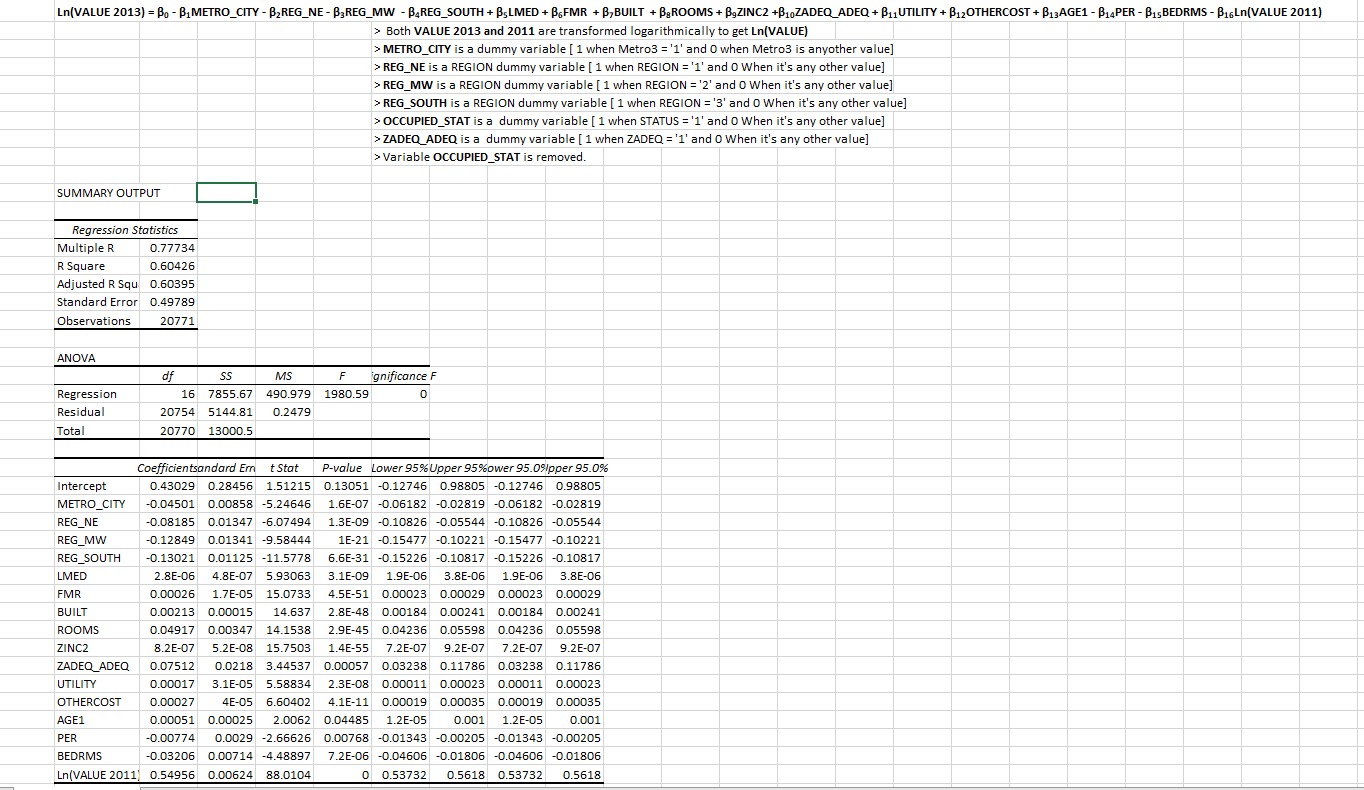 Ln(VALUE 2013) = β₀ - β₁METRO_CITY - β₂REG_NE - β₃REG_MW - β₄REG_SOUTH + β₅LMED + β₆FMR + β₇BUILT + β₈ROOMS + β₉ZINC2 +β₁₀ZADEQ_ADEQ + β₁₁UTILITY + β₁₂OTHERCOST + β₁₃AGE1 - β₁₄PER - β₁₅BEDRMS - β₁₆Ln(VALUE 2011)
> Both VALUE 2013 and 2011 are transformed logarithmically to get Ln(VALUE)
> METRO_CITY is a dummy variable [ 1 when Metro3 = '1' and 0 when Metro3 is anyother value]
> REG_NE is a REGION dummy variable [ 1 when REGION = '1' and 0 When it's any other value]
> REG_MW is a REGION dummy variable [ 1 when REGION = '2' and 0 When it's any other value]
> REG_SOUTH is a REGION dummy variable [ 1 when REGION = '3' and 0 When it's any other value]
> OCCUPIED_STAT is a dummy variable [ 1 when STATUS = '1' and 0 When it's any other value]
> ZADEQ_ADEQ is a dummy variable [ 1 when ZADEQ = '1' and 0 When it's any other value]
> Variable OCCUPIED_STAT is removed.
SUMMARY OUTPUT
Regression Statistics
Multiple R 0.77734
R Square 0.60426
Adjusted R Squ 0.60395
Standard Error 0.49789
Observations 20771
ANOVA
df SS MS F ignificance F
Regression 16 7855.67 490.979 1980.59 0
Residual 20754 5144.81 0.2479
Total 20770 13000.5
Coefficients andard Err t Stat P-value Lower 95% Upper 95% ower 95.0% pper 95.0%
Intercept 0.43029 0.28456 1.51215 0.13051 -0.12746 0.98805 -0.12746 0.98805
METRO_CITY -0.04501 0.00858 -5.24646 1.6E-07 -0.06182 -0.02819 -0.06182 -0.02819
REG_NE -0.08185 0.01347 -6.07494 1.3E-09 -0.10826 -0.05544 -0.10826 -0.05544
REG_MW -0.12849 0.01341 -9.58444 1E-21 -0.15477 -0.10221 -0.15477 -0.10221
REG_SOUTH -0.13021 0.01125 -11.5778 6.6E-31 -0.15226 -0.10817 -0.15226 -0.10817
LMED 2.8E-06 4.8E-07 5.93063 3.1E-09 1.9E-06 3.8E-06 1.9E-06 3.8E-06
FMR 0.00026 1.7E-05 15.0733 4.5E-51 0.00023 0.00029 0.00023 0.00029
BUILT 0.00213 0.00015 14.637 2.8E-48 0.00184 0.00241 0.00184 0.00241
ROOMS 0.04917 0.00347 14.1538 2.9E-45 0.04236 0.05598 0.04236 0.05598
ZINC2 8.2E-07 5.2E-08 15.7503 1.4E-55 7.2E-07 9.2E-07 7.2E-07 9.2E-07
ZADEQ_ADEQ 0.07512 0.0218 3.44537 0.00057 0.03238 0.11786 0.03238 0.11786
UTILITY 0.00017 3.1E-05 5.58834 2.3E-08 0.00011 0.00023 0.00011 0.00023
OTHERCOST 0.00027 4E-05 6.60402 4.1E-11 0.00019 0.00035 0.00019 0.00035
AGE1 0.00051 0.00025 2.0062 0.04485 1.2E-05 0.001 1.2E-05 0.001
PER -0.00774 0.0029 -2.66626 0.00768 -0.01343 -0.00205 -0.01343 -0.00205
BEDRMS -0.03206 0.00714 -4.48897 7.2E-06 -0.04606 -0.01806 -0.04606 -0.01806
Ln(VALUE 2011) 0.54956 0.00624 88.0104 0 0.53732 0.5618 0.53732 0.5618